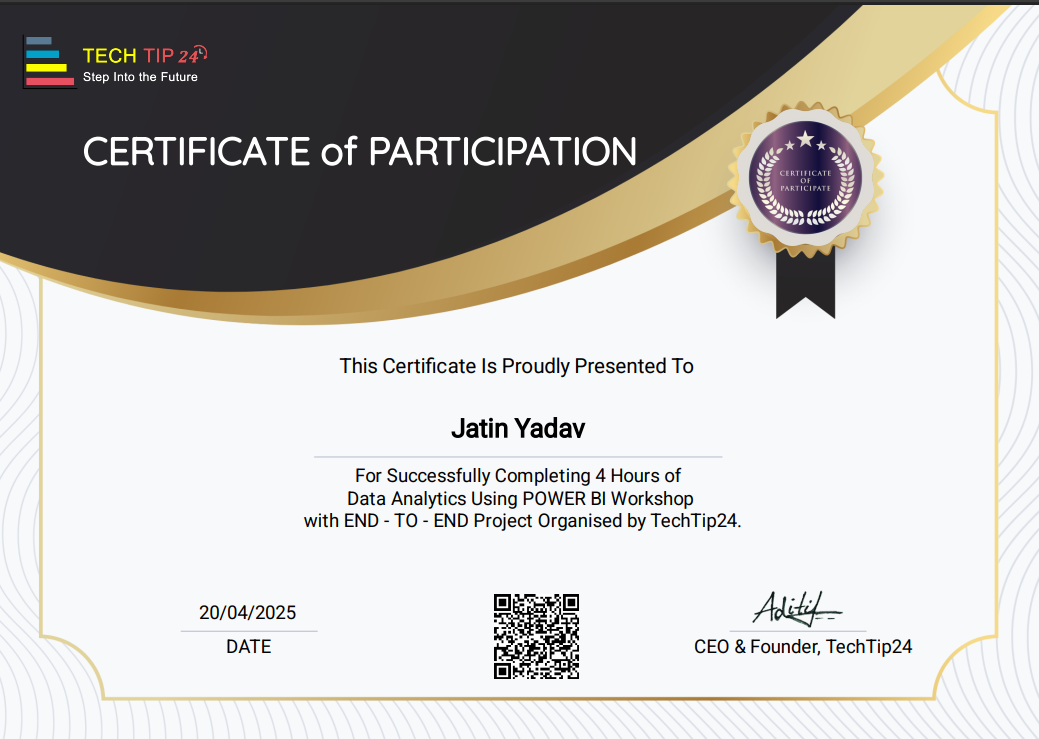 TECH TIP 24
Step Into the Future
CERTIFICATE of PARTICIPATION
CERTIFICATE
OF
PARTICIPATE
This Certificate Is Proudly Presented To
Jatin Yadav
For Successfully Completing 4 Hours of
Data Analytics Using POWER BI Workshop
with END - TO - END Project Organised by TechTip24.
20/04/2025
DATE
CEO & Founder, TechTip24